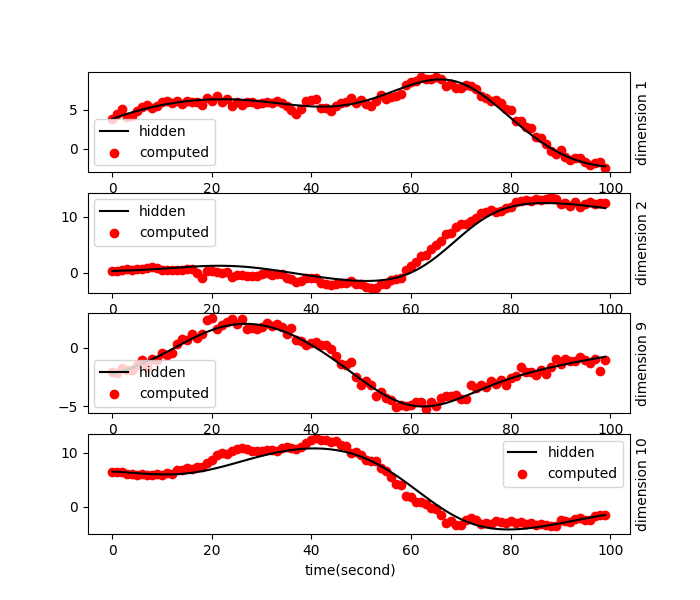 5
0
hidden
computed
dimension 1
0 20 40 60 80 100
10
0
hidden
computed
dimension 2
0 20 40 60 80 100
0
−5
hidden
computed
dimension 9
0 20 40 60 80 100
10
0
hidden
computed
dimension 10
0 20 40 60 80 100
time(second)